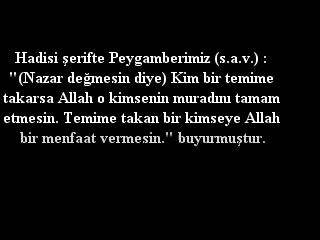 Hadisi şerifte Peygamberimiz (s.a.v.) :
"(Nazar değmesin diye) Kim bir temime
takarsa Allah o kimsenin muradını tamam
etmesin. Temime takan bir kimseye Allah
bir menfaat vermesin." buyurmuştur.